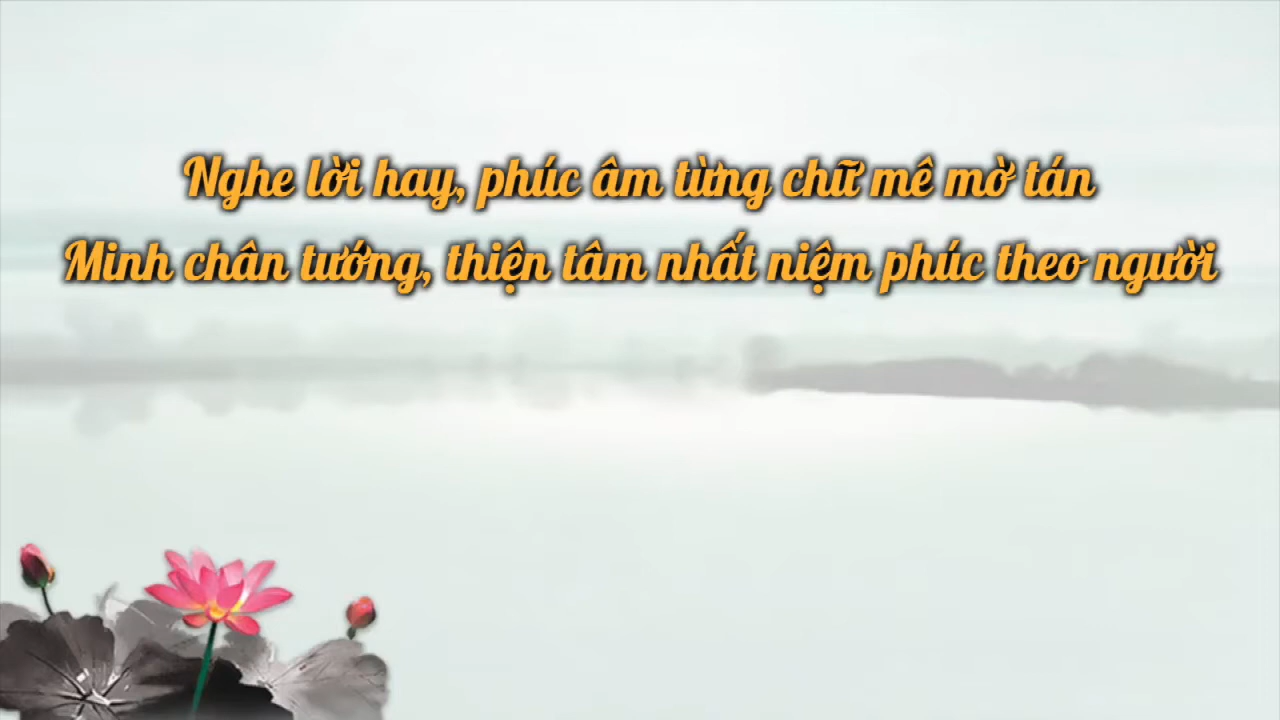 Nghe lời hay, phúc âm từng chữ mê mờ tán
Minh chân tướng, thiện tâm nhất niệm phúc theo người